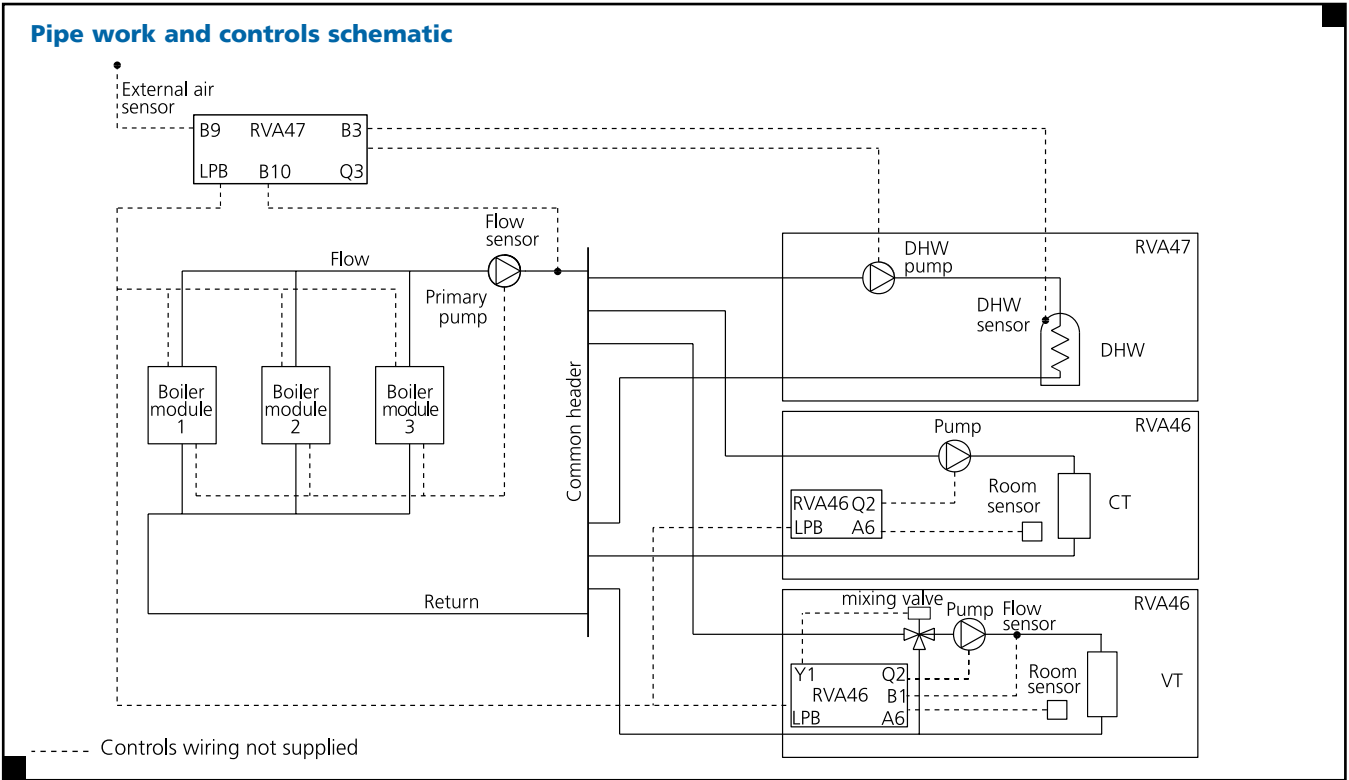 Pipe work and controls schematic
External air
sensor
B9 RVA47 B3
LPB B10 Q3
Flow
sensor
Flow
Primary
pump
Boiler
module
1
Boiler
module
2
Boiler
module
3
Common header
Return
RVA47
DHW
pump
DHW
sensor
DHW
RVA46
Pump
Room
sensor
RVA46 Q2
LPB A6
CT
RVA46
mixing valve
Pump
Flow
sensor
Y1 Q2
RVA46 B1
LPB A6
Room
sensor
VT
Controls wiring not supplied